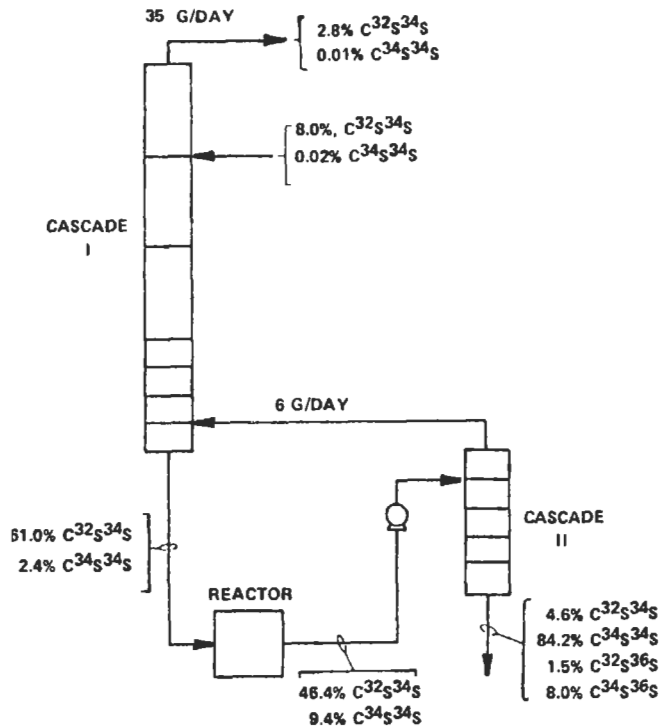 35 G/DAY
2.8% C³²S³⁴S
0.01% C³⁴S³⁴S
8.0%, C³²S³⁴S
0.02% C³⁴S³⁴S
CASCADE
I
6 G/DAY
CASCADE
II
61.0% C³²S³⁴S
2.4% C³⁴S³⁴S
REACTOR
46.4% C³²S³⁴S
9.4% C³⁴S³⁴S
4.6% C³²S³⁴S
84.2% C³⁴S³⁴S
1.5% C³²S³⁶S
8.0% C³⁴S³⁶S